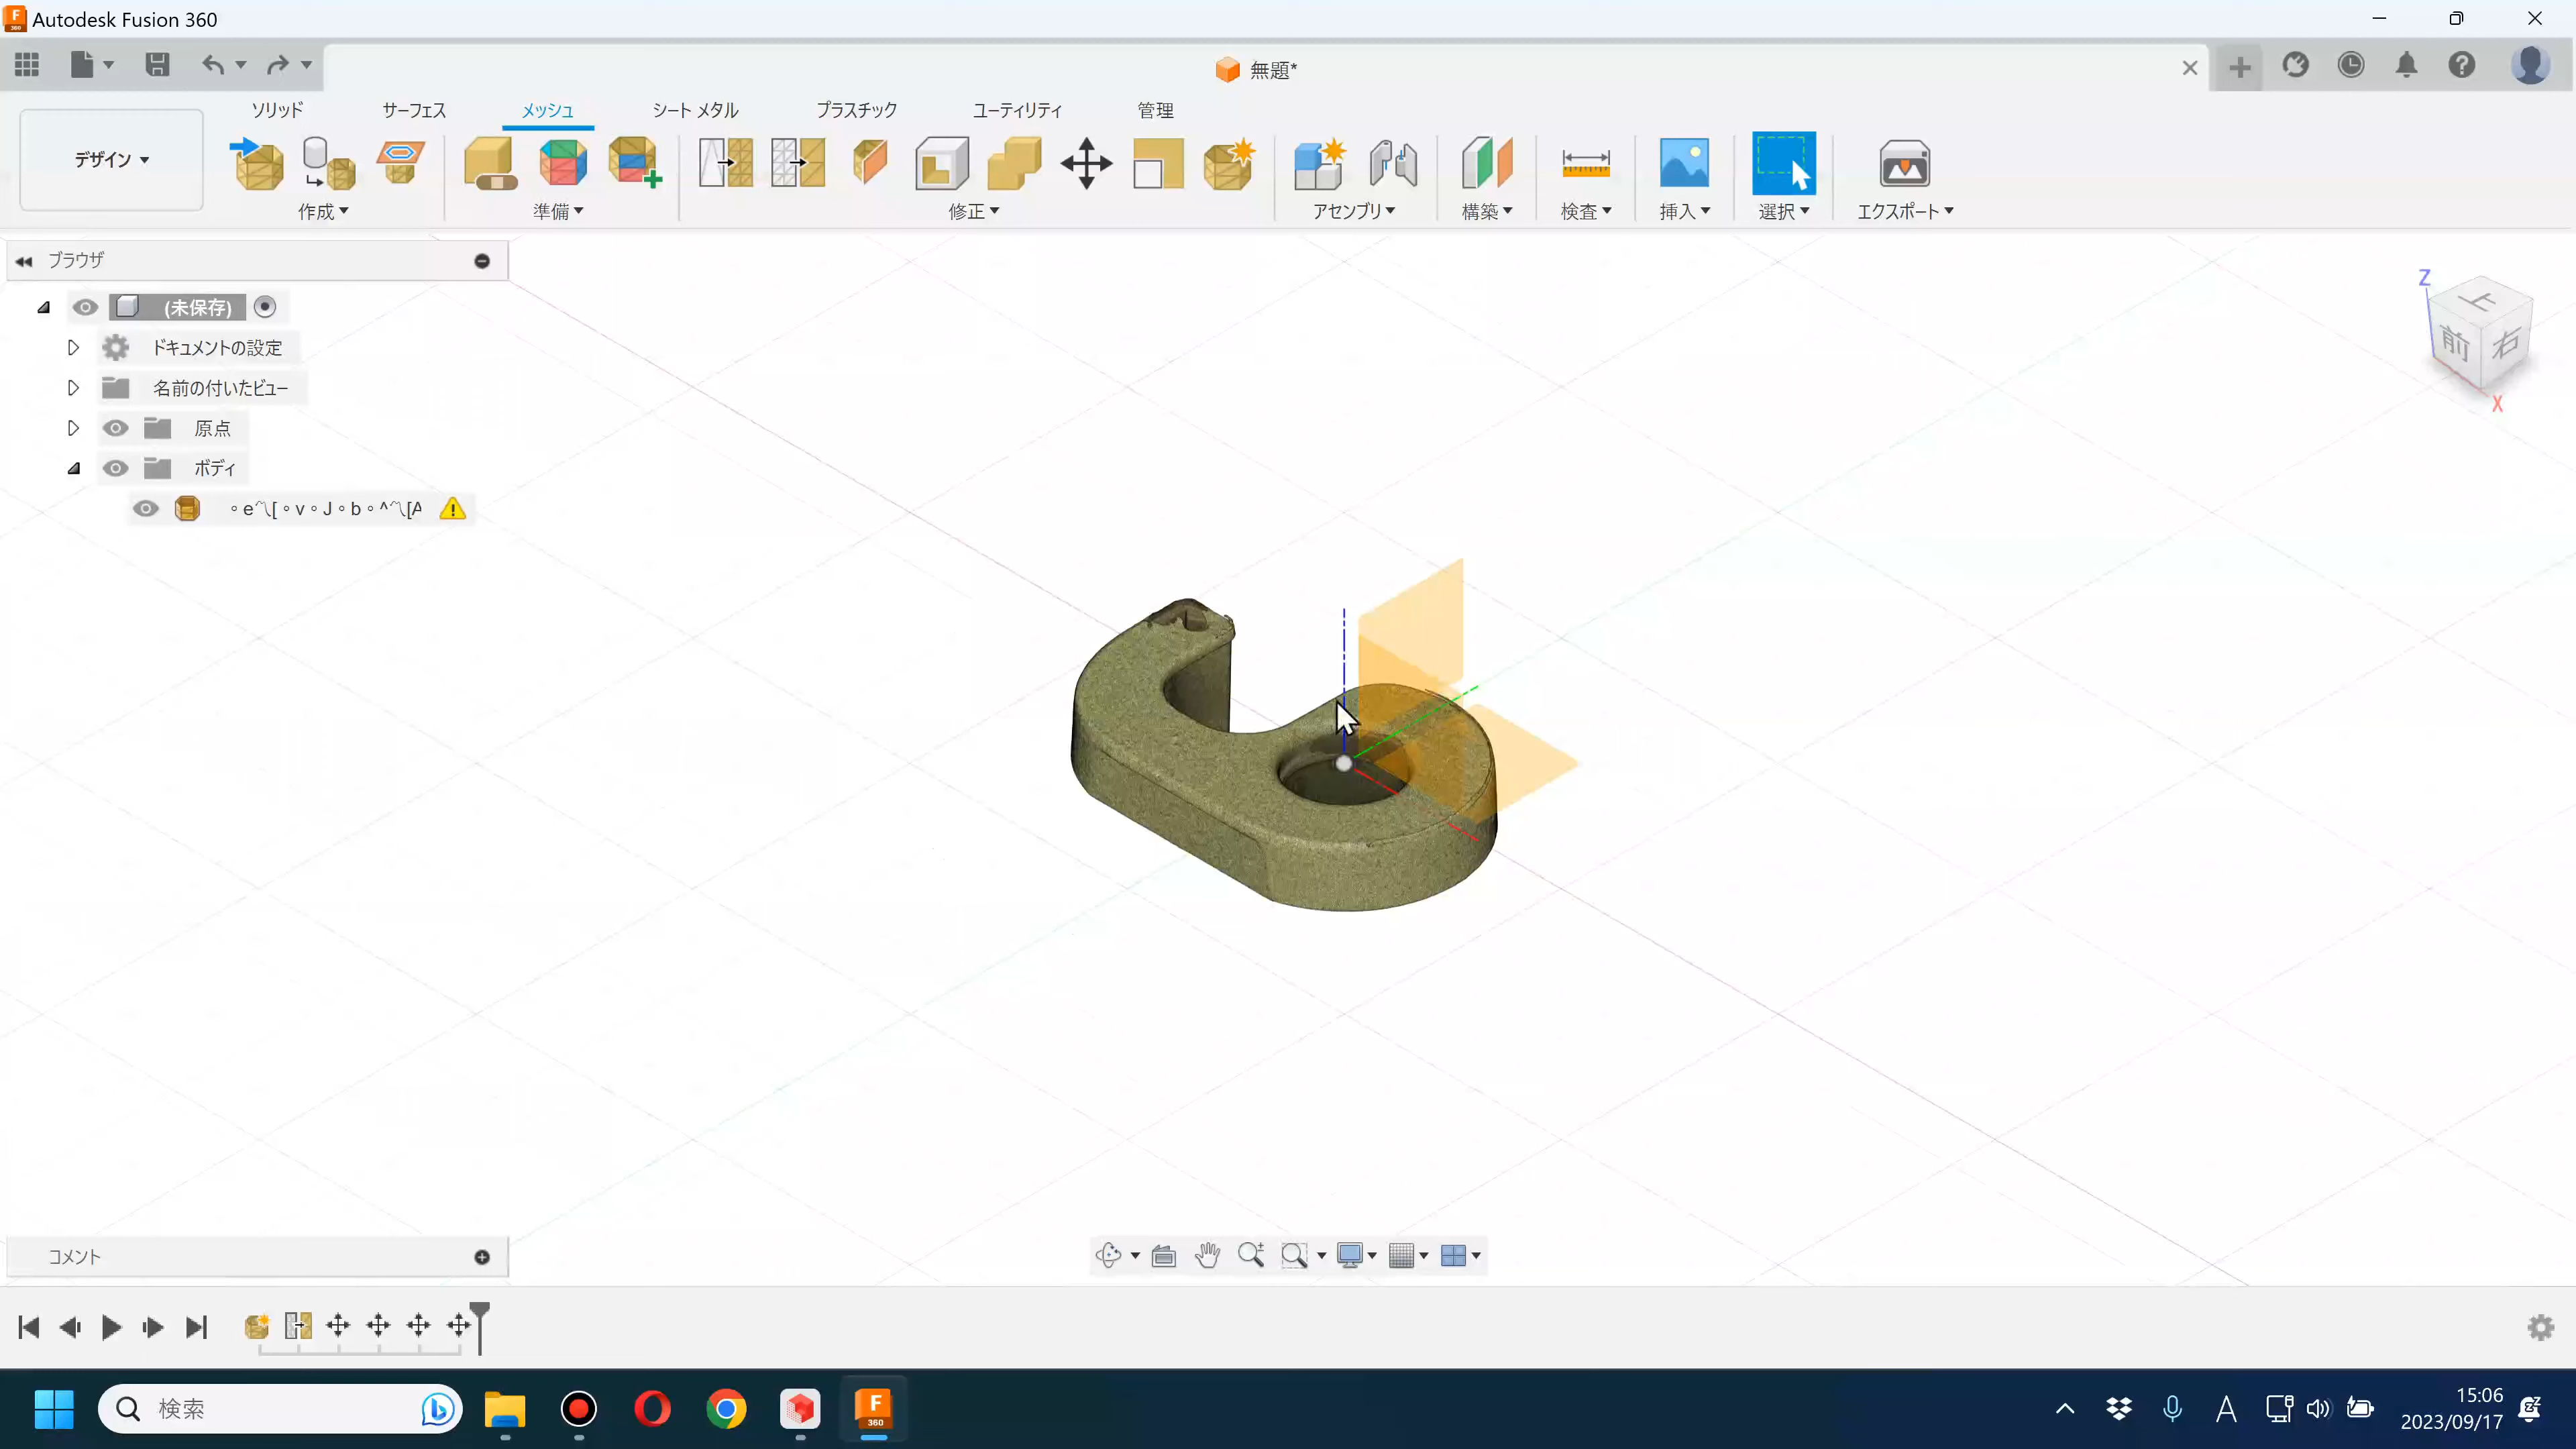 Autodesk Fusion 360
無題*
ソリッド サーフェス メッシュ シート メタル プラスチック ユーティリティ 管理
デザイン
作成 準備 修正 アセンブリ 構築 検査 挿入 選択 エクスポート
ブラウザ
(未保存)
ドキュメントの設定
名前の付いたビュー
原点
ボディ
Z
上
前 右
X
コメント
検索
F
360
A
15:06
2023/09/17